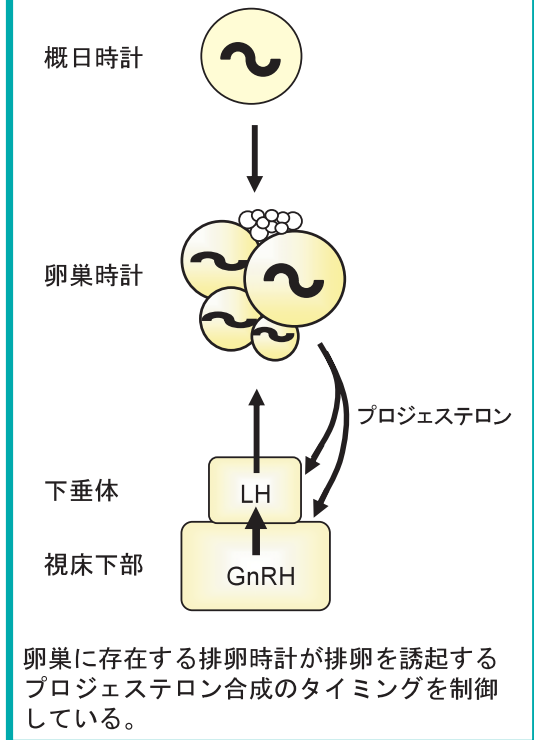 概日時計
卵巣時計
プロジェステロン
下垂体
LH
視床下部
GnRH
卵巣に存在する排卵時計が排卵を誘起する
プロジェステロン合成のタイミングを制御
している。